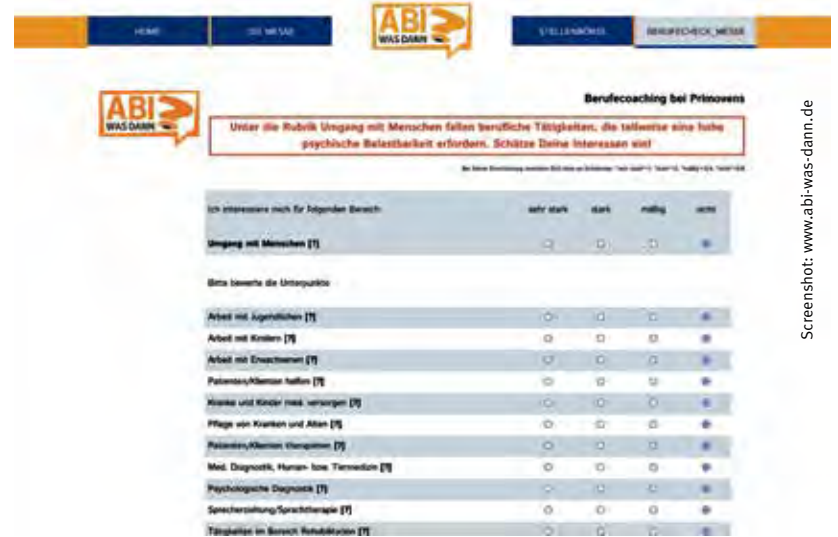 HOME
DIE MESSE
ABI
WAS DANN
STELLENBÖRSE
BERUFECHECK_MESSE
ABI
WAS DANN
Berufecoaching bei Primovens
Unter die Rubrik Umgang mit Menschen fallen berufliche Tätigkeiten, die teilweise eine hohe
psychische Belastbarkeit erfordern. Schätze Deine Interessen ein!
Ich interessiere mich für folgenden Bereich:
sehr stark
stark
mäßig
nicht
Umgang mit Menschen [?]
Bitte bewerte die Unterpunkte
Arbeit mit Jugendlichen [?]
Arbeit mit Kindern [?]
Arbeit mit Erwachsenen [?]
Patienten/Klienten helfen [?]
Kranke und Kinder med. versorgen [?]
Pflege von Kranken und Alten [?]
Patienten/Klienten therapieren [?]
Med. Diagnostik, Human- bzw. Tiermedizin [?]
Psychologische Diagnostik [?]
Sprecherziehung/Sprachtherapie [?]
Tätigkeiten im Bereich Rehabilitation [?]
Screenshot: www.abi-was-dann.de